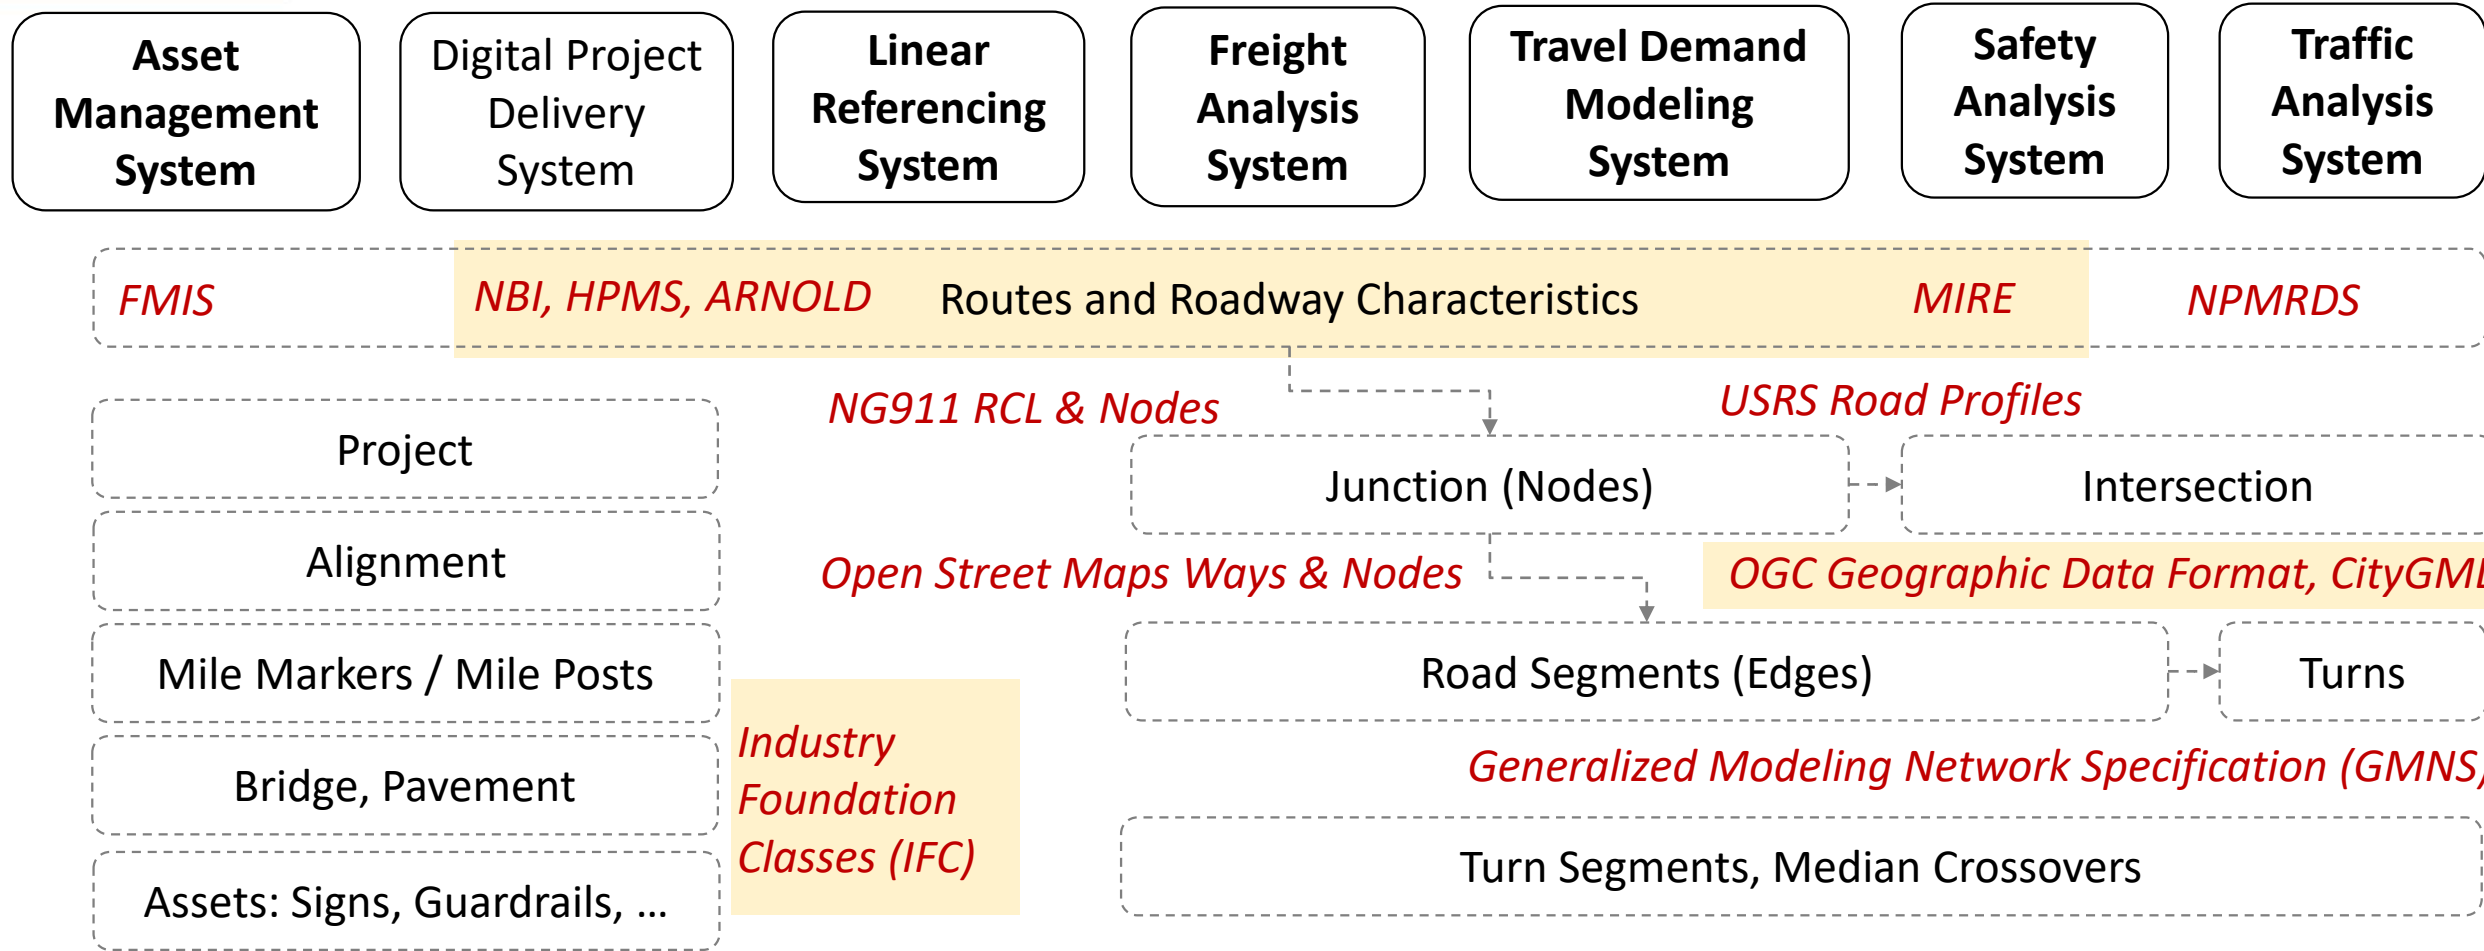 Asset
Management
System
Digital Project
Delivery
System
Linear
Referencing
System
Freight
Analysis
System
Travel Demand
Modeling
System
Safety
Analysis
System
Traffic
Analysis
System
FMIS
NBI, HPMS, ARNOLD
Routes and Roadway Characteristics
MIRE
NPMRDS
NG911 RCL & Nodes
USRS Road Profiles
Project
Junction (Nodes)
Intersection
Alignment
Open Street Maps Ways & Nodes
OGC Geographic Data Format, CityGML
Mile Markers / Mile Posts
Road Segments (Edges)
Turns
Industry
Foundation
Classes (IFC)
Generalized Modeling Network Specification (GMNS)
Bridge, Pavement
Turn Segments, Median Crossovers
Assets: Signs, Guardrails, ...